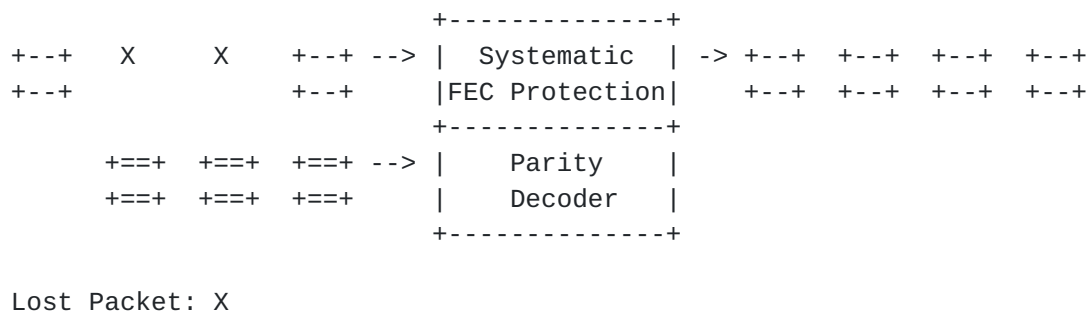 +--------------+
+--+   X     X    +--+ --> |  Systematic  | -> +--+  +--+  +--+  +--+
+--+              +--+     |FEC Protection|    +--+  +--+  +--+  +--+
                           +--------------+
      +==+  +==+  +==+ --> |    Parity    |
      +==+  +==+  +==+     |    Decoder   |
                           +--------------+
Lost Packet: X